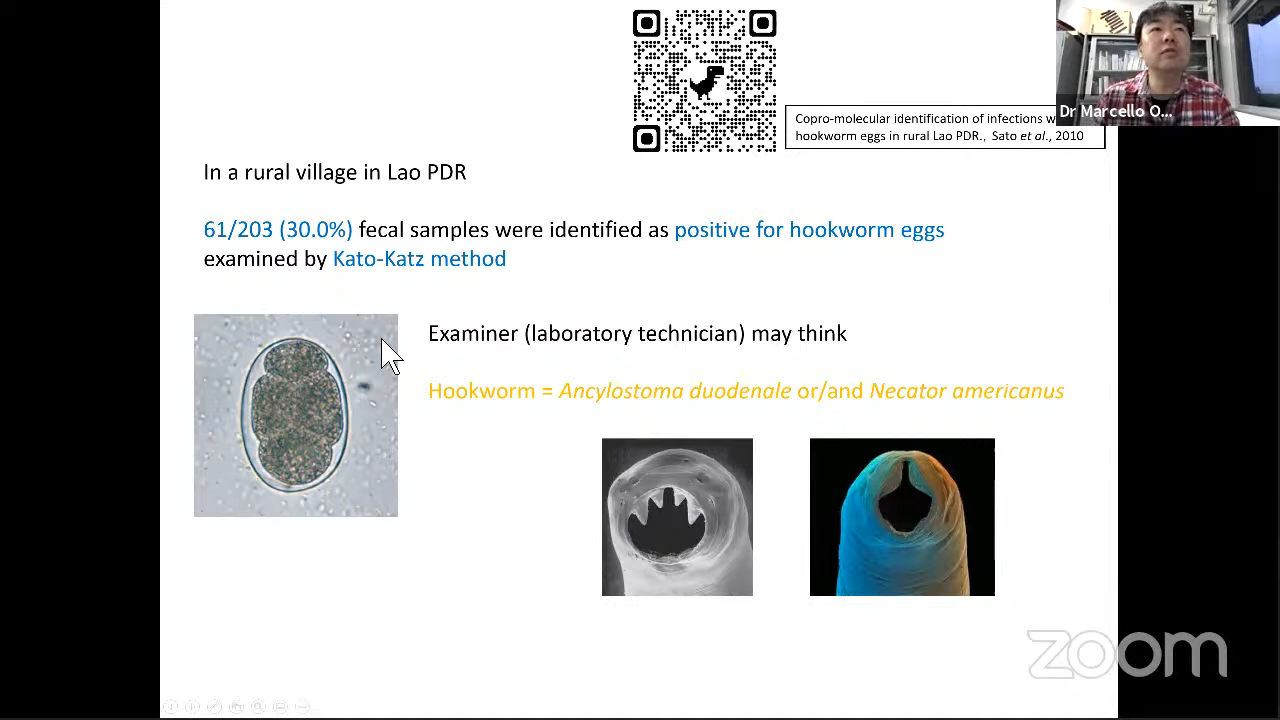 Dr Marcello O...
Copro-molecular identification of infections w
hookworm eggs in rural Lao PDR., Sato et al., 2010
In a rural village in Lao PDR
61/203 (30.0%) fecal samples were identified as positive for hookworm eggs
examined by Kato-Katz method
Examiner (laboratory technician) may think
Hookworm = Ancylostoma duodenale or/and Necator americanus
zoom